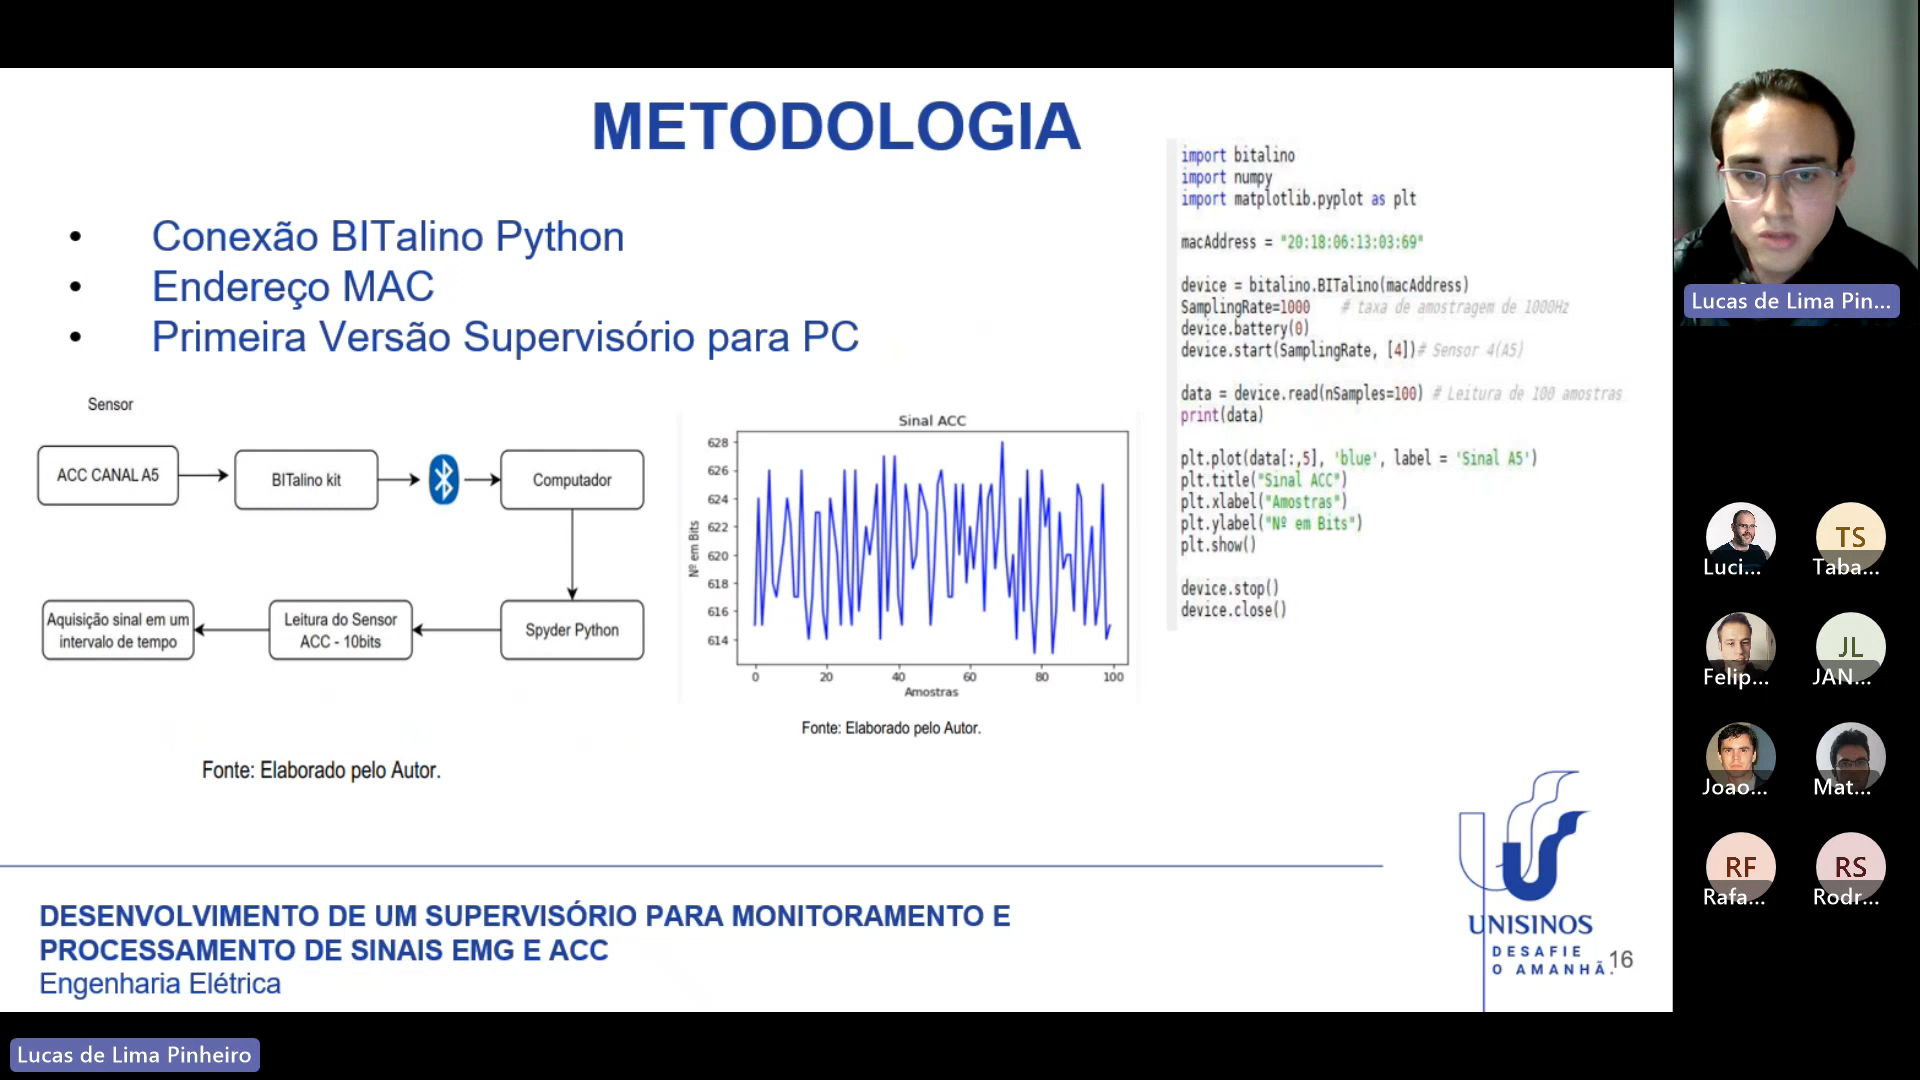 METODOLOGIA
• Conexão BITalino Python
• Endereço MAC
• Primeira Versão Supervisório para PC
Sensor
ACC CANAL A5
BITalino kit
Computador
Aquisição sinal em um
intervalo de tempo
Leitura do Sensor
ACC - 10bits
Spyder Python
Fonte: Elaborado pelo Autor.
Sinal ACC
Nº em Bits
628
626
624
622
620
618
616
614
0 20 40 60 80 100
Amostras
Fonte: Elaborado pelo Autor.
import bitalino
import numpy
import matplotlib.pyplot as plt
macAddress = "20:18:06:13:03:69"
device = bitalino.BITalino(macAddress)
SamplingRate=1000 # taxa de amostragem de 1000Hz
device.battery(0)
device.start(SamplingRate, [4])# Sensor 4(A5)
data = device.read(nSamples=100) # Leitura de 100 amostras
print(data)
plt.plot(data[:,5], 'blue', label = 'Sinal A5')
plt.title("Sinal ACC")
plt.xlabel("Amostras")
plt.ylabel("Nº em Bits")
plt.show()
device.stop()
device.close()
DESENVOLVIMENTO DE UM SUPERVISÓRIO PARA MONITORAMENTO E
PROCESSAMENTO DE SINAIS EMG E ACC
Engenharia Elétrica
UNISINOS
DESAFIE
O AMANHÃ.
16
Lucas de Lima Pinheiro
Lucas de Lima Pin...
Luci...
TS
Taba...
Felip...
JL
JAN...
Joao...
Mat...
RF
Rafa...
RS
Rodr...